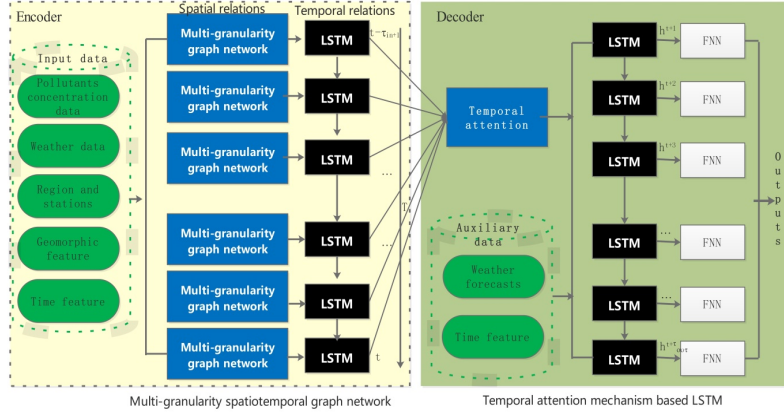 Encoder
Spatial relations
Temporal relations
Input data
Pollutants
concentration
data
Weather data
Region and
stations
Geomorphic
feature
Time feature
Multi-granularity
graph network
Multi-granularity
graph network
Multi-granularity
graph network
Multi-granularity
graph network
Multi-granularity
graph network
Multi-granularity
graph network
LSTM
LSTM
LSTM
...
LSTM
...
LSTM
LSTM
t
Decoder
Temporal
attention
Auxiliary
data
Weather
forecasts
Time feature
LSTM
h^{t+1}
FNN
LSTM
h^{t+2}
FNN
LSTM
h^{t+3}
FNN
LSTM
...
FNN
LSTM
...
FNN
LSTM
FNN
Outputs
Multi-granularity spatiotemporal graph network
Temporal attention mechanism based LSTM